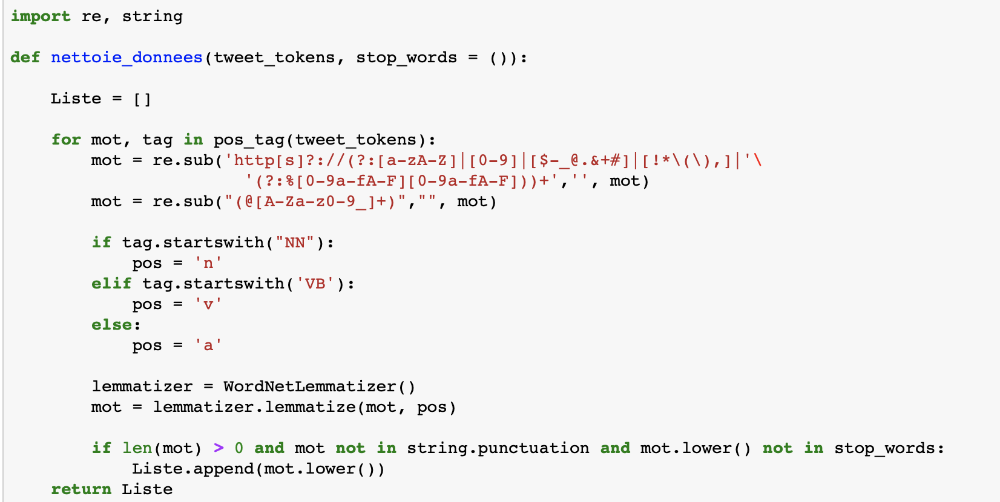 import re, string
def nettoie_donnees(tweet_tokens, stop_words = ()):
    Liste = []
    for mot, tag in pos_tag(tweet_tokens):
        mot = re.sub('http[s]?://(?:[a-zA-Z]|[0-9]|[$-_@.&+#]|[!*\(\),]|'\
                       '(?:%[0-9a-fA-F][0-9a-fA-F]))+','', mot)
        mot = re.sub("(@[A-Za-z0-9_]+)","", mot)
        if tag.startswith("NN"):
            pos = 'n'
        elif tag.startswith('VB'):
            pos = 'v'
        else:
            pos = 'a'
        lemmatizer = WordNetLemmatizer()
        mot = lemmatizer.lemmatize(mot, pos)
        if len(mot) > 0 and mot not in string.punctuation and mot.lower() not in stop_words:
            Liste.append(mot.lower())
    return Liste